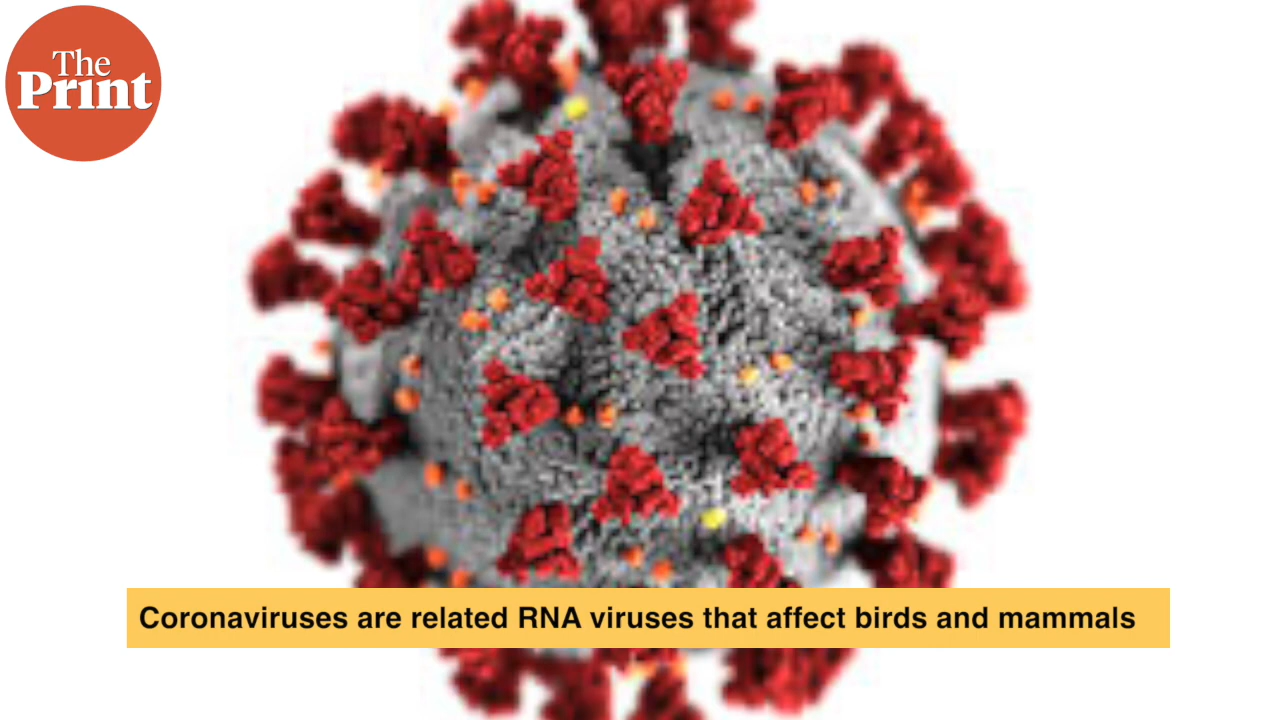 The
Print
Coronaviruses are related RNA viruses that affect birds and mammals